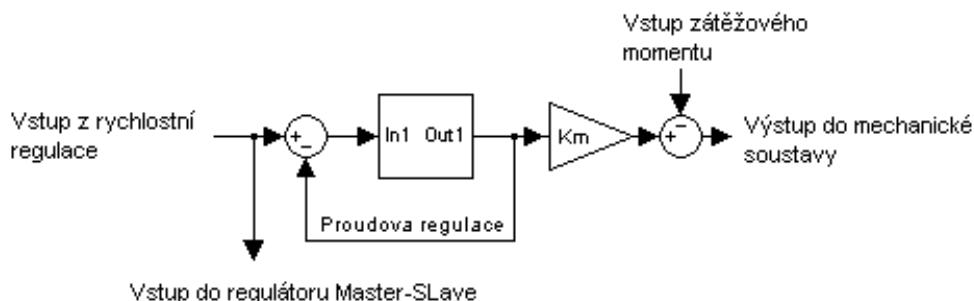 Vstup zátěžového
momentu
Vstup z rychlostní
regulace
+
−
In1 Out1
Km
−
+
Výstup do mechanické
soustavy
Proudova regulace
Vstup do regulátoru Master-SLave